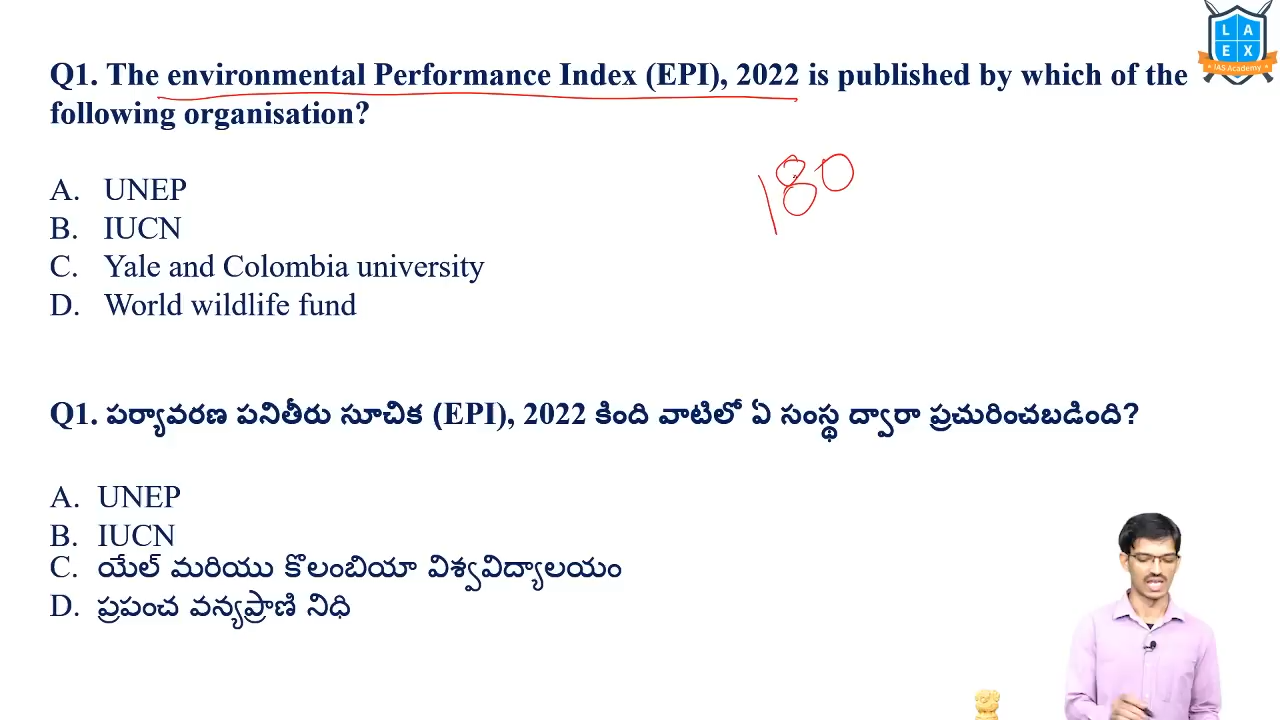 L A
E X
IAS Academy
Q1. The environmental Performance Index (EPI), 2022 is published by which of the
following organisation?
180
A. UNEP
B. IUCN
C. Yale and Colombia university
D. World wildlife fund
Q1. పర్యావరణ పనితీరు సూచిక (EPI), 2022 కింది వాటిలో ఏ సంస్థ ద్వారా ప్రచురించబడింది?
A. UNEP
B. IUCN
C. యేల్ మరియు కొలంబియా విశ్వవిద్యాలయం
D. ప్రపంచ వన్యప్రాణి నిధి